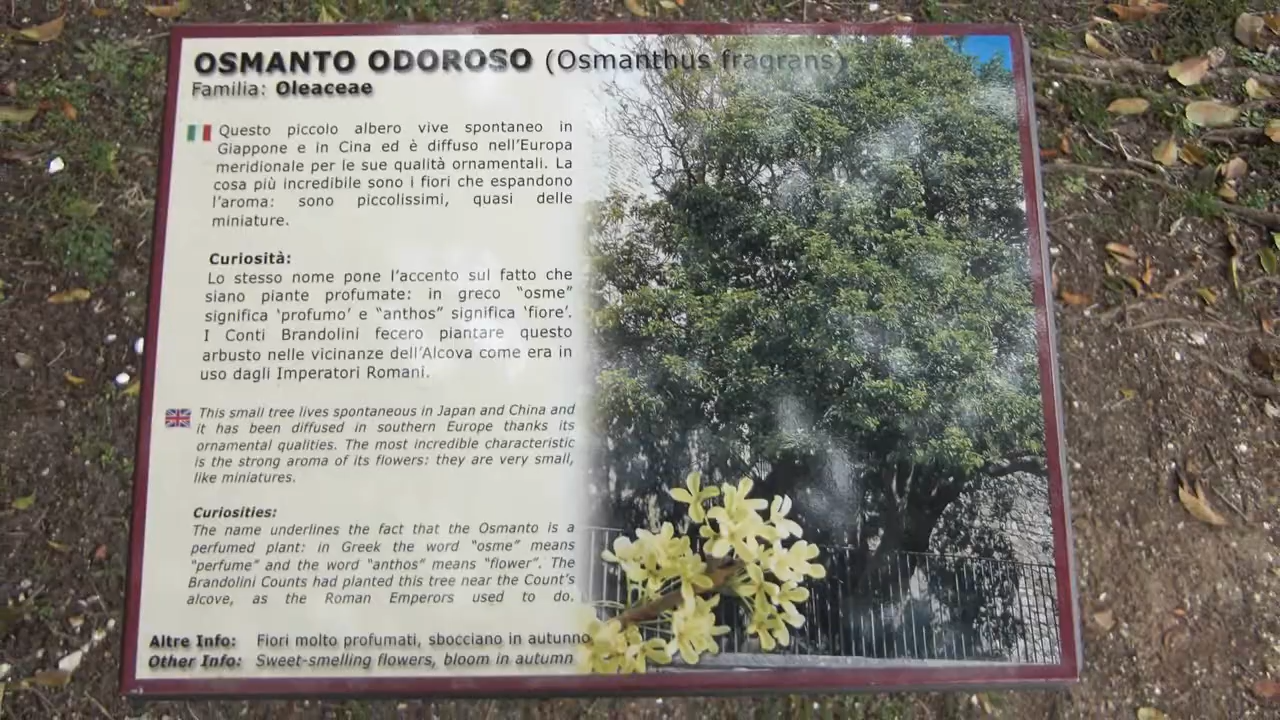 OSMANTO ODOROSO (Osmanthus fragrans)
Familia: Oleaceae
Questo piccolo albero vive spontaneo in
Giappone e in Cina ed è diffuso nell'Europa
meridionale per le sue qualità ornamentali. La
cosa più incredibile sono i fiori che espandono
l'aroma: sono piccolissimi, quasi delle
miniature.
Curiosità:
Lo stesso nome pone l'accento sul fatto che
siano piante profumate: in greco "osme"
significa 'profumo' e "anthos" significa 'fiore'.
I Conti Brandolini fecero piantare questo
arbusto nelle vicinanze dell'Alcova come era in
uso dagli Imperatori Romani.
This small tree lives spontaneous in Japan and China and
it has been diffused in southern Europe thanks its
ornamental qualities. The most incredible characteristic
is the strong aroma of its flowers: they are very small,
like miniatures.
Curiosities:
The name underlines the fact that the Osmanto is a
perfumed plant: in Greek the word "osme" means
"perfume" and the word "anthos" means "flower". The
Brandolini Counts had planted this tree near the Count's
alcove, as the Roman Emperors used to do.
Altre Info: Fiori molto profumati, sbocciano in autunno
Other Info: Sweet-smelling flowers, bloom in autumn